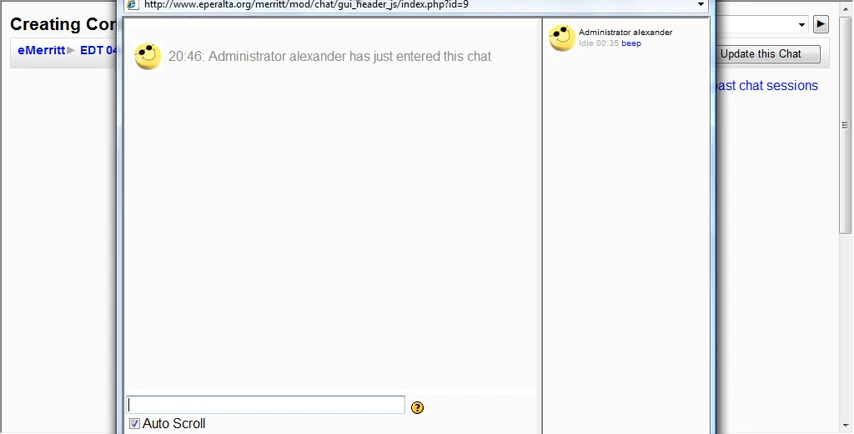 http://www.eperalta.org/merritt/mod/chat/gui_header_js/index.php?id=9
Creating Con
eMerritt ► EDT 04
Update this Chat
past chat sessions
20:46: Administrator alexander has just entered this chat
Administrator alexander
Idle 00:35 beep
?
Auto Scroll